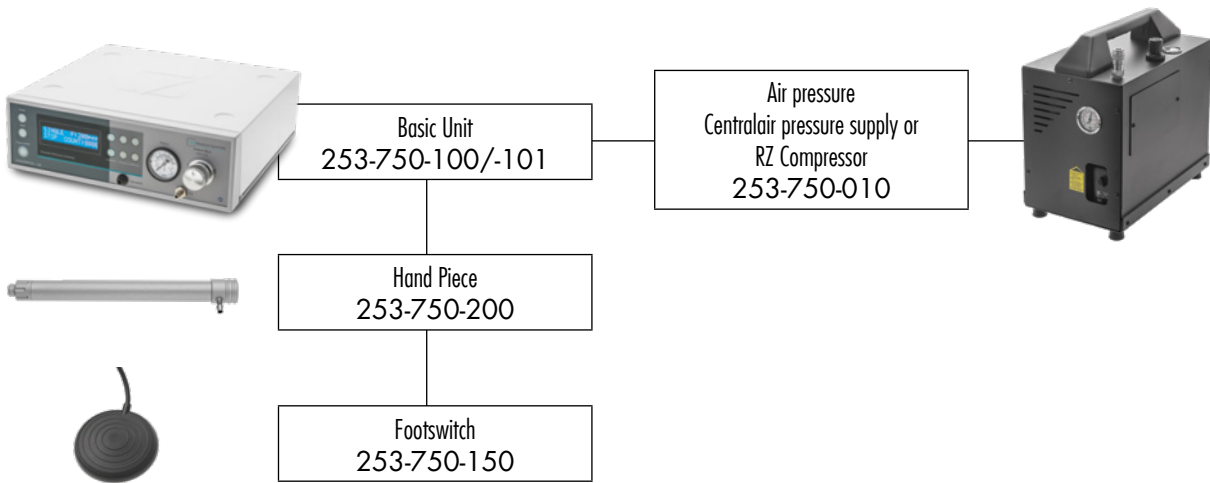 Basic Unit
253-750-100/-101
Air pressure
Centralair pressure supply or
RZ Compressor
253-750-010
Hand Piece
253-750-200
Footswitch
253-750-150